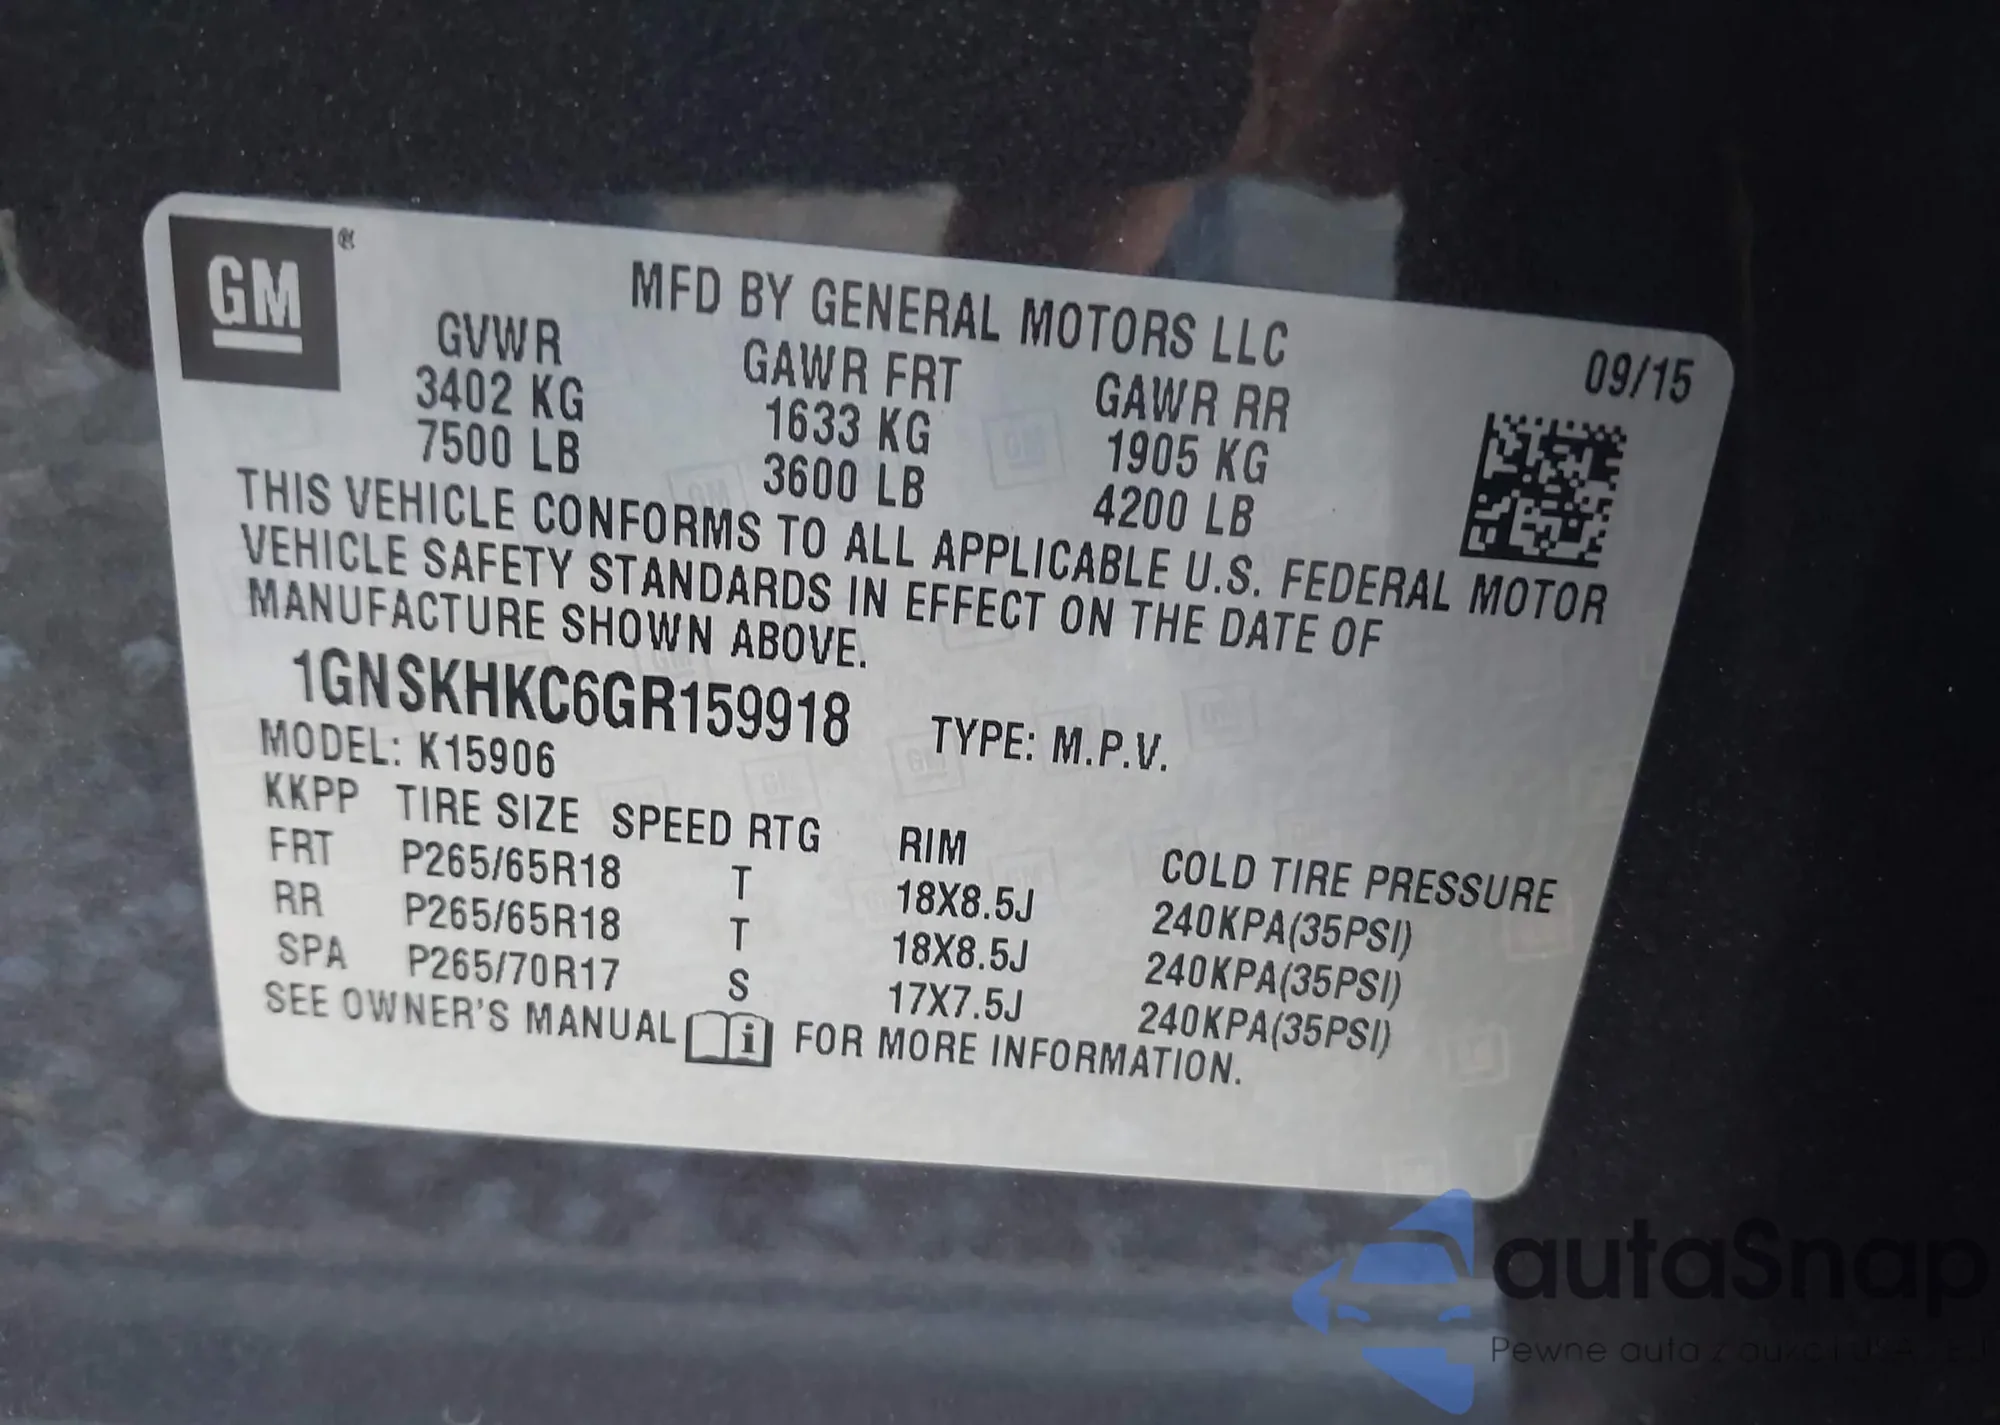 GM ®
MFD BY GENERAL MOTORS LLC
09/15
GVWR GAWR FRT GAWR RR
3402 KG 1633 KG 1905 KG
7500 LB 3600 LB 4200 LB
THIS VEHICLE CONFORMS TO ALL APPLICABLE U.S. FEDERAL MOTOR
VEHICLE SAFETY STANDARDS IN EFFECT ON THE DATE OF
MANUFACTURE SHOWN ABOVE.
1GNSKHKC6GR159918 TYPE: M.P.V.
MODEL: K15906
KKPP TIRE SIZE SPEED RTG RIM COLD TIRE PRESSURE
FRT P265/65R18 T 18X8.5J 240KPA(35PSI)
RR P265/65R18 T 18X8.5J 240KPA(35PSI)
SPA P265/70R17 S 17X7.5J 240KPA(35PSI)
SEE OWNER'S MANUAL i FOR MORE INFORMATION.
autaSnap
Pewne auta z